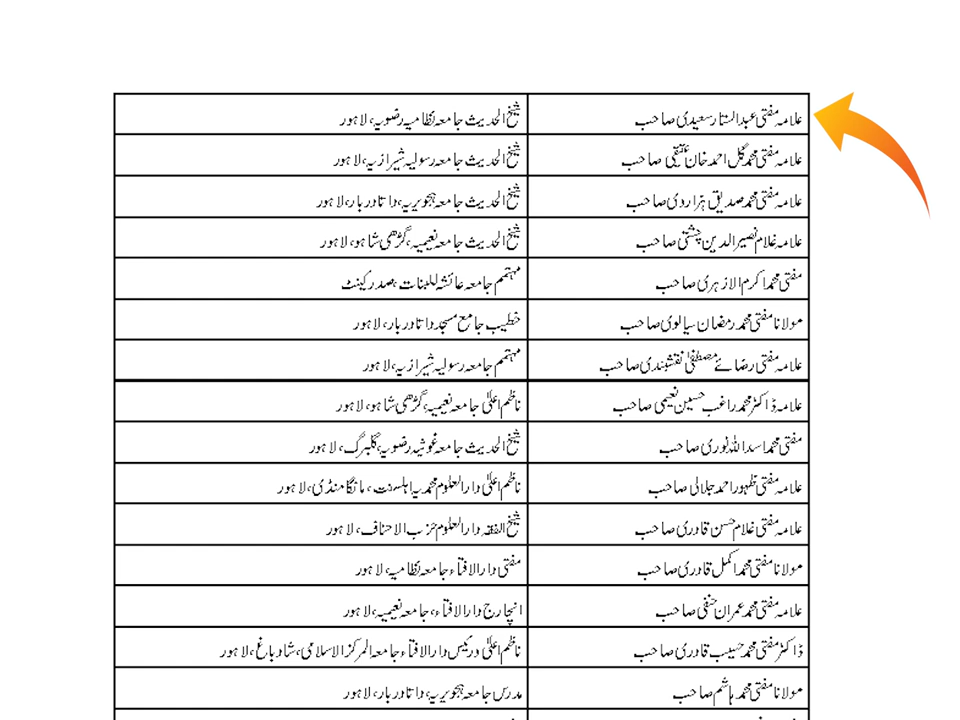 علامہ مفتی عبدالستار سعیدی صاحب شیخ الحدیث جامعہ نظامیہ رضویہ، لاہور
علامہ مفتی محمد گل احمد خان عتیقی صاحب شیخ الحدیث جامعہ رسولیہ شیرازیہ، لاہور
علامہ مفتی محمد صدیق ہزاروی صاحب شیخ الحدیث جامعہ ہجویریہ، داتا دربار، لاہور
علامہ غلام نصیر الدین چشتی صاحب شیخ الحدیث جامعہ نعیمیہ، گڑھی شاہو، لاہور
مفتی محمد اکرم الازہری صاحب مہتمم جامعہ عائشہ للبنات، صدر کینٹ
مولانا مفتی محمد رمضان سیالوی صاحب خطیب جامع مسجد داتا دربار، لاہور
علامہ مفتی رضائے مصطفیٰ نقشبندی صاحب مہتمم جامعہ رسولیہ شیرازیہ، لاہور
علامہ ڈاکٹر محمد راغب حسین نعیمی صاحب ناظم اعلیٰ جامعہ نعیمیہ، گڑھی شاہو، لاہور
مفتی محمد اسد اللہ نوری صاحب شیخ الحدیث جامعہ غوثیہ رضویہ، گلبرگ، لاہور
علامہ مفتی ظہور احمد جلالی صاحب ناظم اعلیٰ دارالعلوم محمدیہ اہلسنت، مانگا منڈی، لاہور
علامہ مفتی غلام حسن قادری صاحب شیخ الفقہ دارالعلوم حزب الاحناف، لاہور
مولانا مفتی محمد اکمل قادری صاحب مفتی دارالافتاء جامعہ نظامیہ، لاہور
علامہ مفتی محمد عمران حنفی صاحب انچارج دارالافتاء، جامعہ نعیمیہ، لاہور
ڈاکٹر مفتی محمد حسیب قادری صاحب ناظم اعلیٰ ورئیس دارالافتاء جامعہ المرکز الاسلامی، شاد باغ، لاہور
مولانا مفتی محمد ہاشم صاحب مدرس جامعہ ہجویریہ، داتا دربار، لاہور